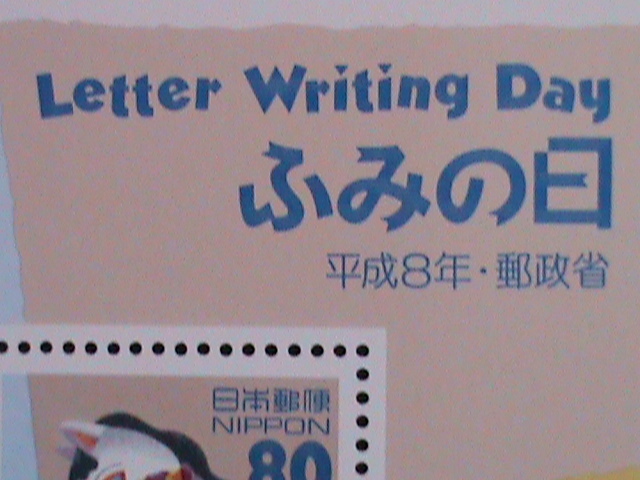 Letter Writing Day
ふみの日
平成8年・郵政省
日本郵便
NIPPON
80